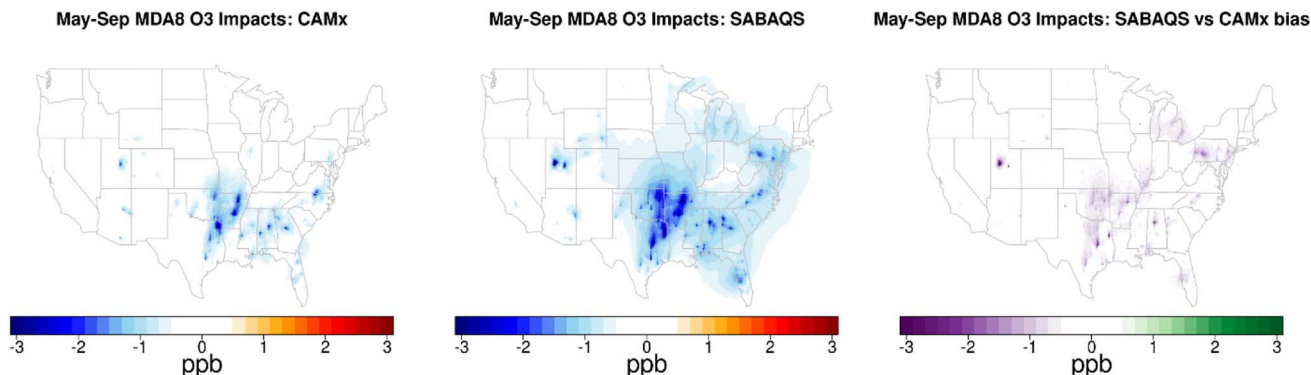 May-Sep MDA8 O3 Impacts: CAMx
May-Sep MDA8 O3 Impacts: SABAQS
May-Sep MDA8 O3 Impacts: SABAQS vs CAMx bias
-3 -2 -1 0 1 2 3
ppb
-3 -2 -1 0 1 2 3
ppb
-3 -2 -1 0 1 2 3
ppb